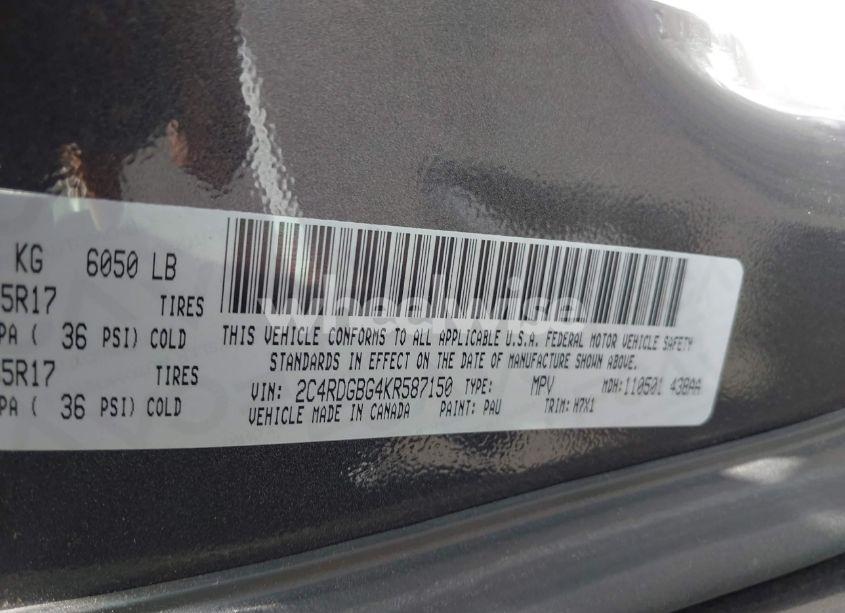 KG 6050 LB
5R17 TIRES
PA ( 36 PSI) COLD
5R17 TIRES
PA ( 36 PSI) COLD
THIS VEHICLE CONFORMS TO ALL APPLICABLE U.S.A. FEDERAL MOTOR VEHICLE SAFETY
STANDARDS IN EFFECT ON THE DATE OF MANUFACTURE SHOWN ABOVE.
VIN: 2C4RDGBG4KR587150 TYPE: MPV MDH: 110501 438AA
VEHICLE MADE IN CANADA PAINT: PAU TRIM: H7X1
wheelwise